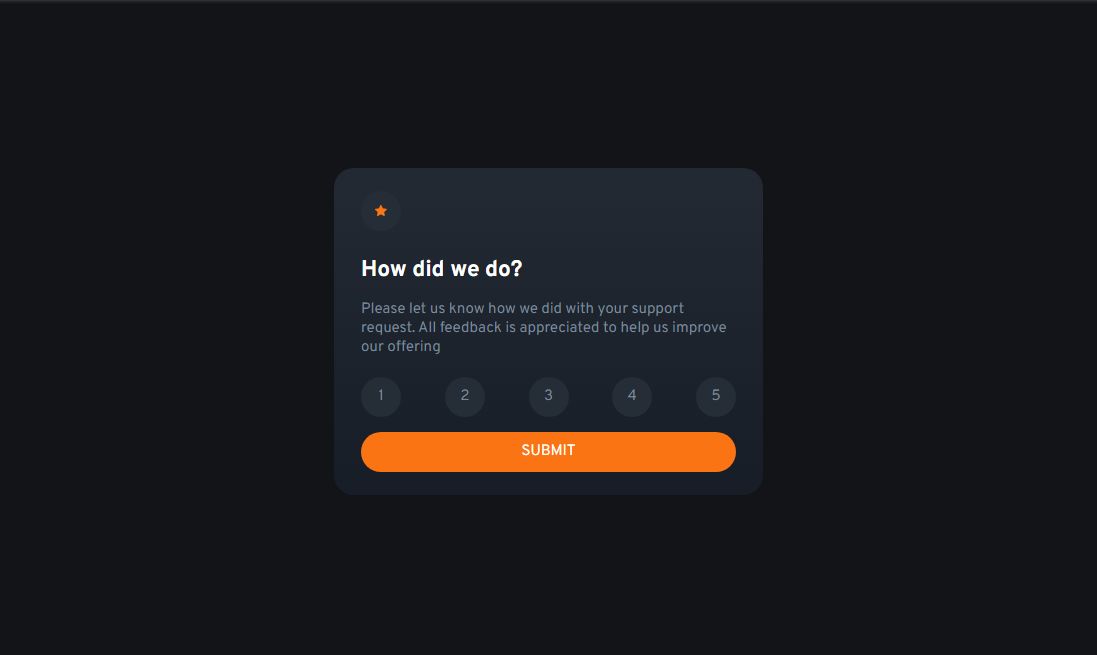 How did we do?
Please let us know how we did with your support
request. All feedback is appreciated to help us improve
our offering
1 2 3 4 5
SUBMIT